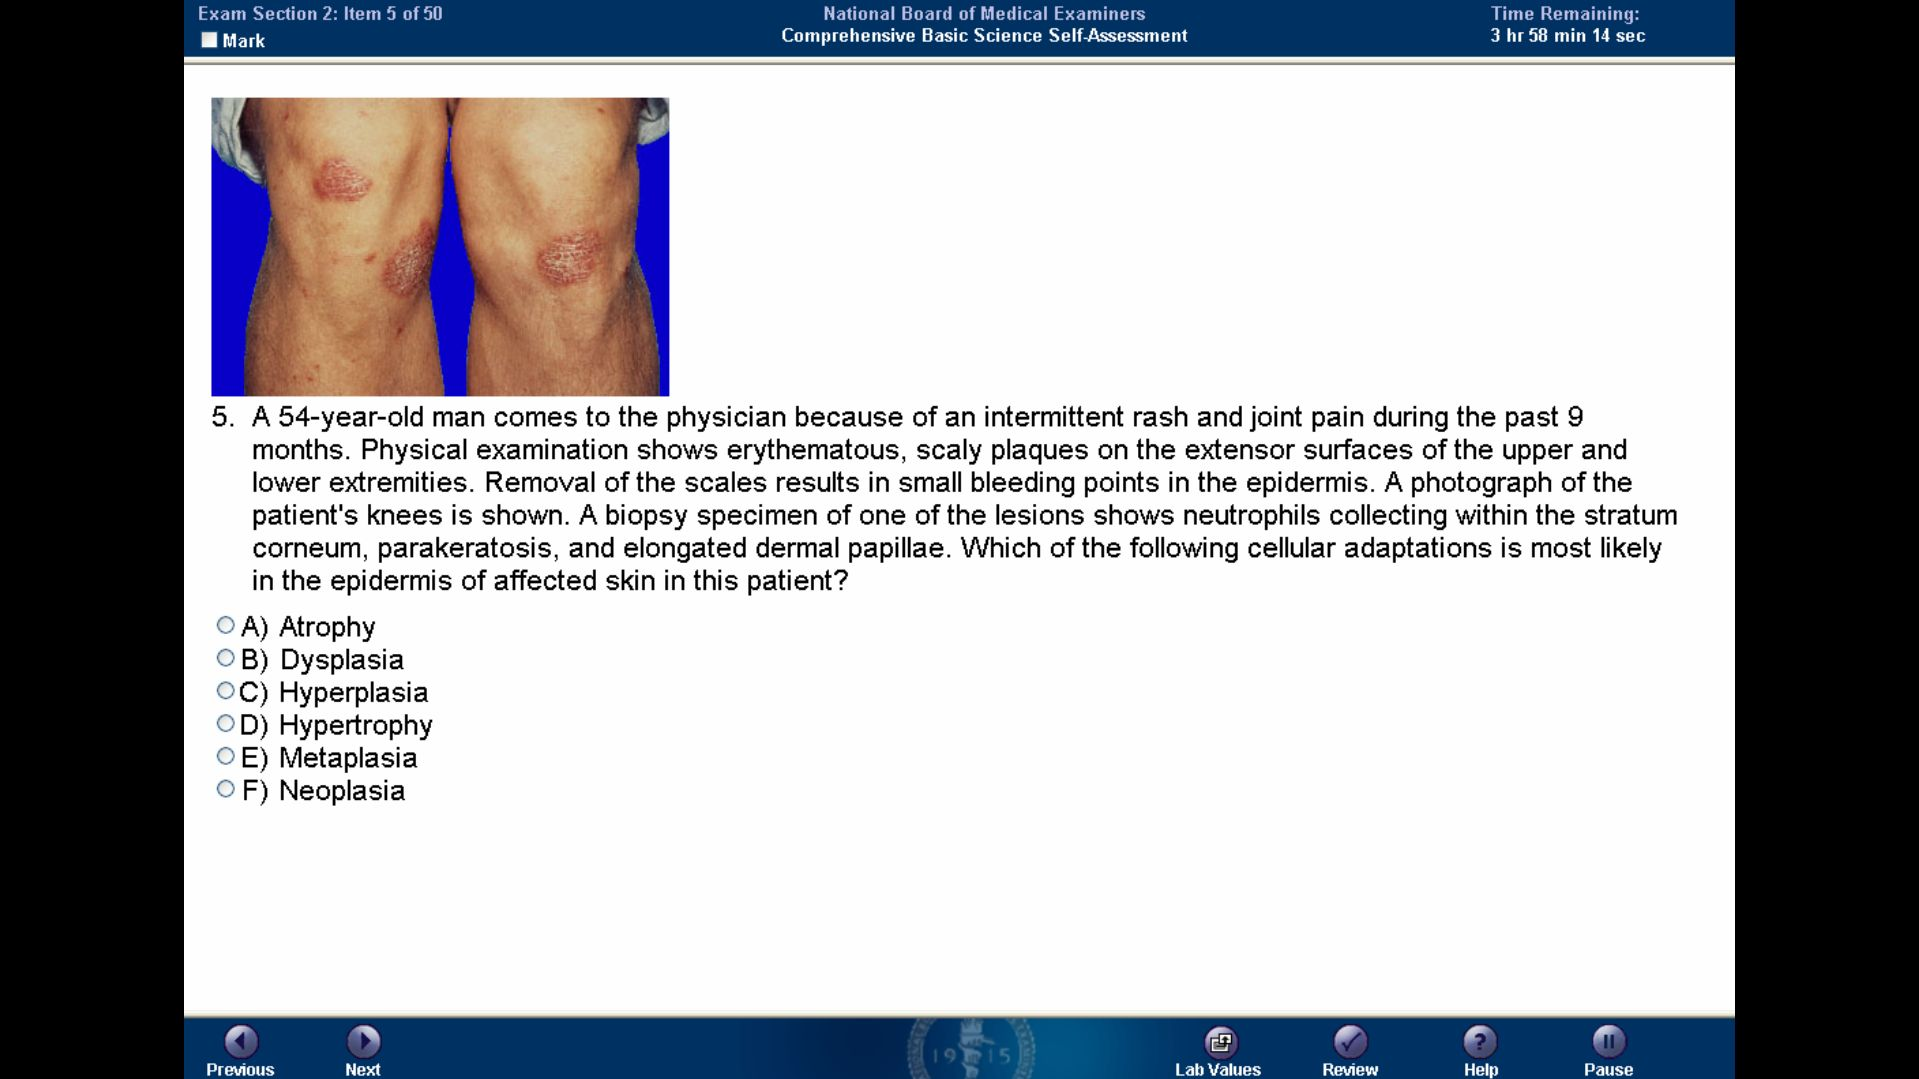 Exam Section 2: Item 5 of 50
National Board of Medical Examiners
Time Remaining:
Mark
Comprehensive Basic Science Self-Assessment
3 hr 58 min 14 sec
5. A 54-year-old man comes to the physician because of an intermittent rash and joint pain during the past 9
months. Physical examination shows erythematous, scaly plaques on the extensor surfaces of the upper and
lower extremities. Removal of the scales results in small bleeding points in the epidermis. A photograph of the
patient's knees is shown. A biopsy specimen of one of the lesions shows neutrophils collecting within the stratum
corneum, parakeratosis, and elongated dermal papillae. Which of the following cellular adaptations is most likely
in the epidermis of affected skin in this patient?
A) Atrophy
B) Dysplasia
C) Hyperplasia
D) Hypertrophy
E) Metaplasia
F) Neoplasia
1915
Previous
Next
Lab Values
Review
Help
Pause